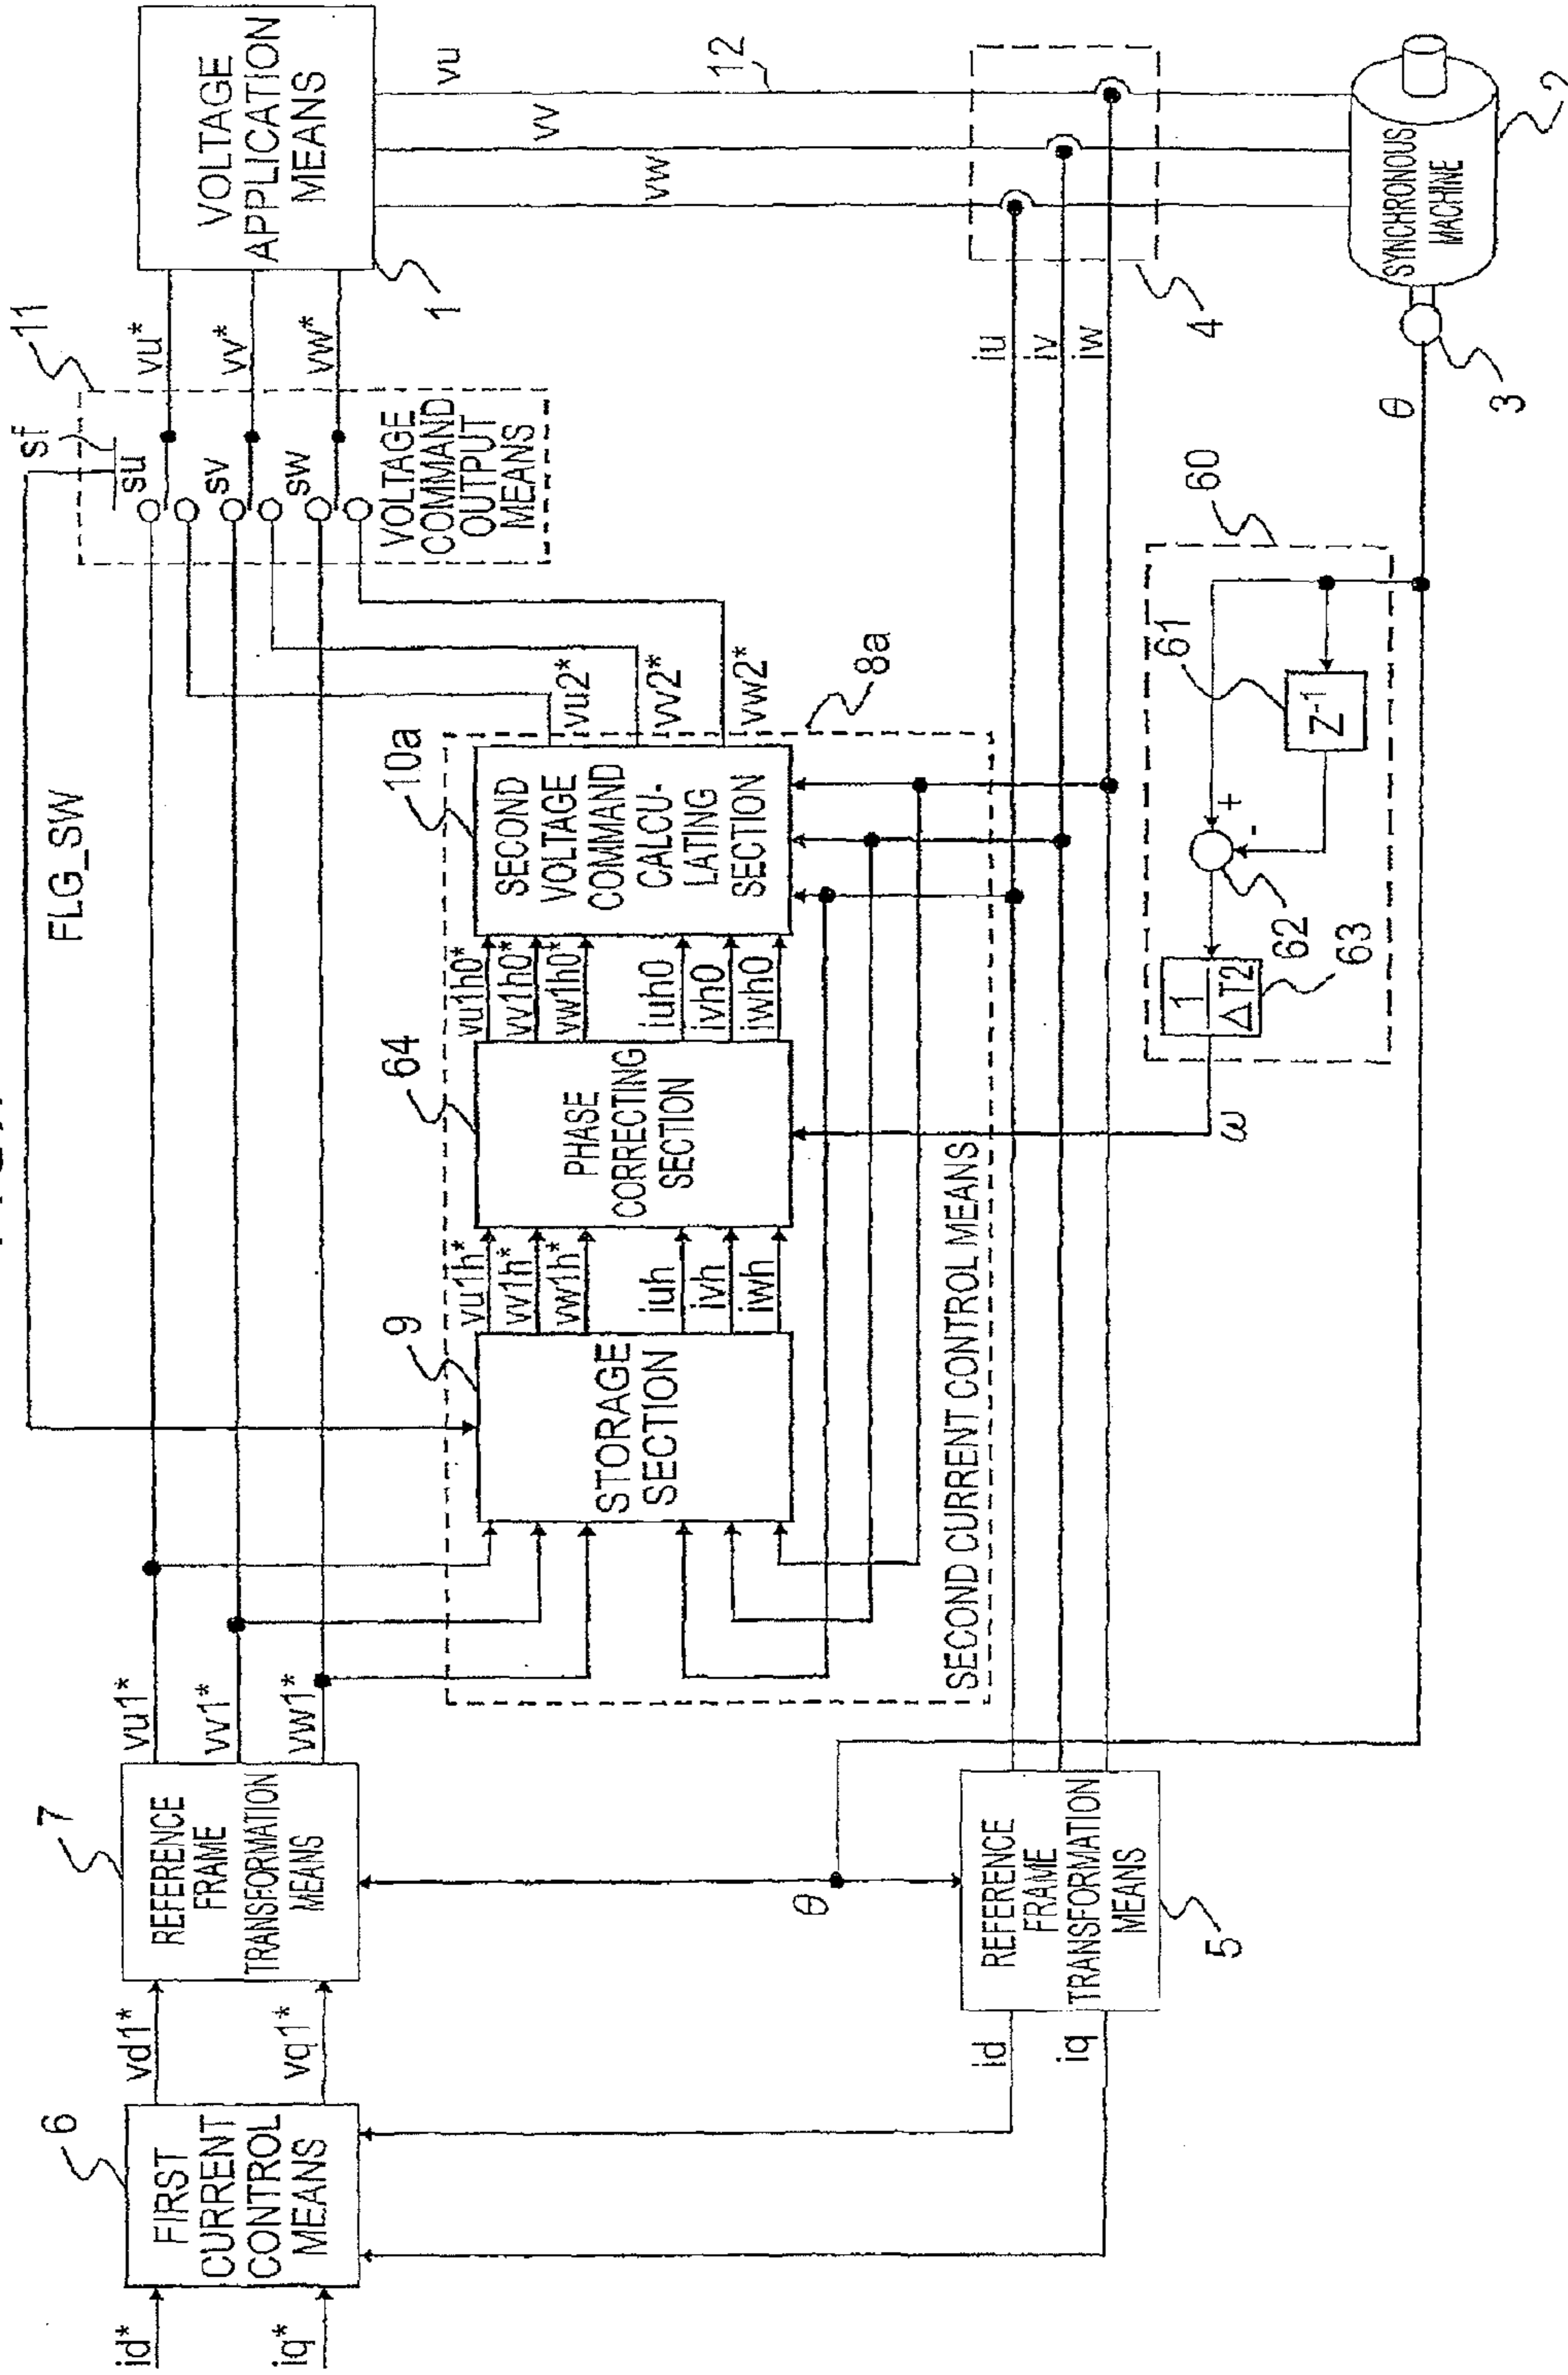 FLG_SW
11
sf
su
sv
sw
VOLTAGE
COMMAND
OUTPUT
MEANS
vu*
vv*
vw*
VOLTAGE
APPLICATION
MEANS
1
vu
vv
vw
12
id*
iq*
6
FIRST
CURRENT
CONTROL
MEANS
vd1*
vq1*
7
REFERENCE
FRAME
TRANSFORMATION
MEANS
vu1*
vv1*
vw1*
9
STORAGE
SECTION
vu1h*
vv1h*
vw1h*
iuh
ivh
iwh
64
PHASE
CORRECTING
SECTION
vu1h0*
vv1h0*
vw1h0*
iuh0
ivh0
iwh0
10a
SECOND
VOLTAGE
COMMAND
CALCU-
LATING
SECTION
vu2*
vv2*
vw2*
8a
SECOND CURRENT CONTROL MEANS
iu
iv
iw
4
θ
id
iq
REFERENCE
FRAME
TRANSFORMATION
MEANS
5
ω
1
ΔT2
63
62
+
-
61
Z-1
60
θ
3
SYNCHRONOUS
MACHINE
2